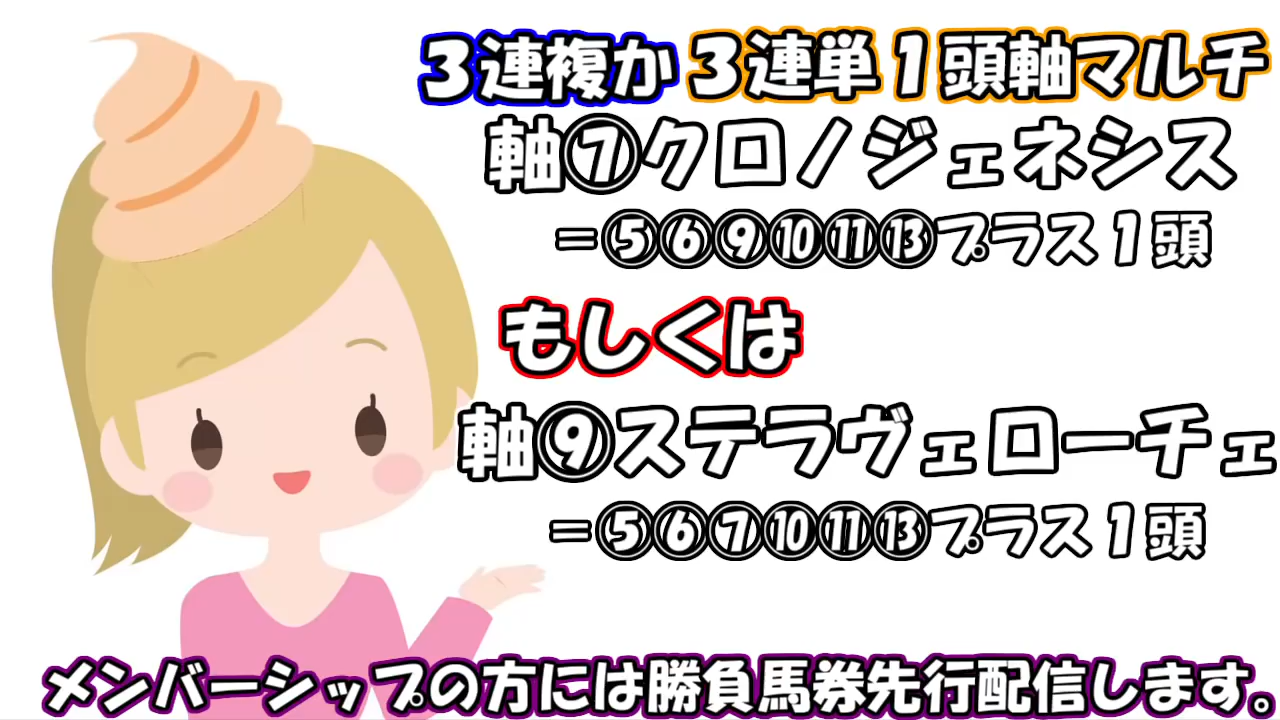 ３連複か３連単１頭軸マルチ
軸⑦クロノジェネシス
＝⑤⑥⑨⑩⑪⑬プラス１頭
もしくは
軸⑨ステラヴェローチェ
＝⑤⑥⑦⑩⑪⑬プラス１頭
メンバーシップの方には勝負馬券先行配信します。